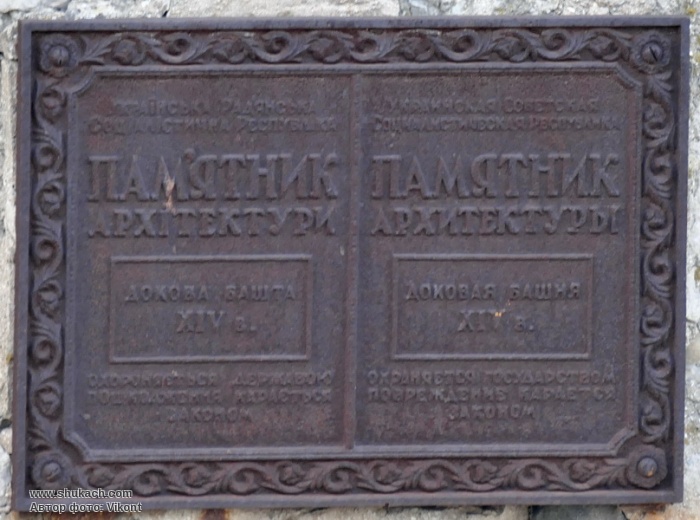 УКРАЇНСЬКА РАДЯНСЬКА
СОЦІАЛІСТИЧНА РЕСПУБЛІКА
ПАМ'ЯТНИК
АРХІТЕКТУРИ
ДОКОВА БАШТА
XIV в.
ОХОРОНЯЄТЬСЯ ДЕРЖАВОЮ
ПОШКОДЖЕННЯ КАРАЄТЬСЯ
ЗАКОНОМ
УКРАИНСКАЯ СОВЕТСКАЯ
СОЦИАЛИСТИЧЕСКАЯ РЕСПУБЛИКА
ПАМЯТНИК
АРХИТЕКТУРЫ
ДОКОВАЯ БАШНЯ
XIV в.
ОХРАНЯЕТСЯ ГОСУДАРСТВОМ
ПОВРЕЖДЕНИЕ КАРАЕТСЯ
ЗАКОНОМ
www.shukach.com
Автор фото: Vikont